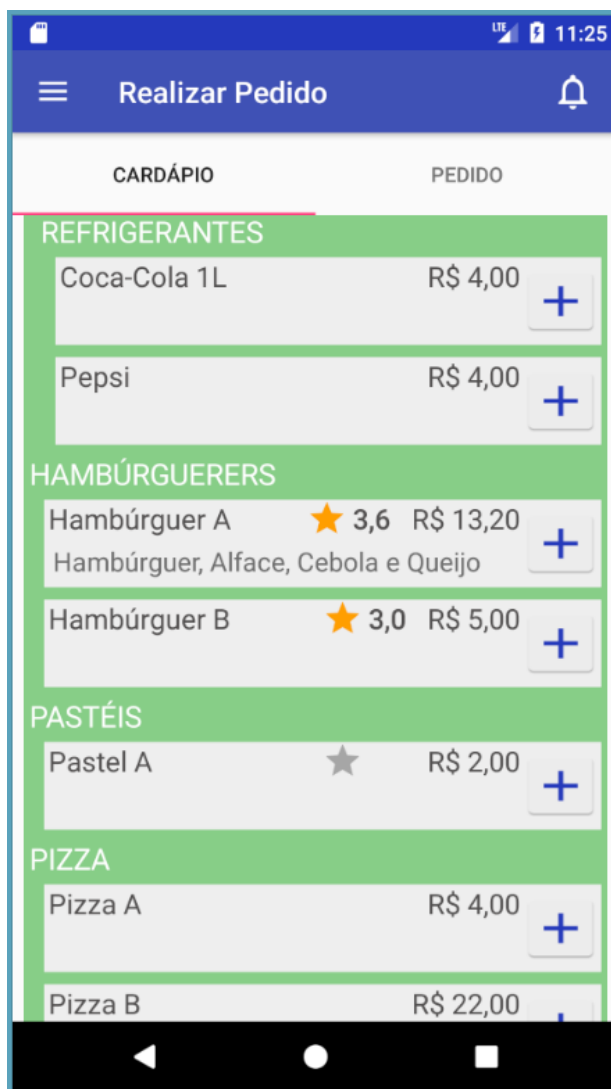 LTE 11:25
Realizar Pedido
CARDÁPIO PEDIDO
REFRIGERANTES
Coca-Cola 1L R$ 4,00 +
Pepsi R$ 4,00 +
HAMBÚRGUERERS
Hambúrguer A 3,6 R$ 13,20 +
Hambúrguer, Alface, Cebola e Queijo
Hambúrguer B 3,0 R$ 5,00 +
PASTÉIS
Pastel A R$ 2,00 +
PIZZA
Pizza A R$ 4,00 +
Pizza B R$ 22,00